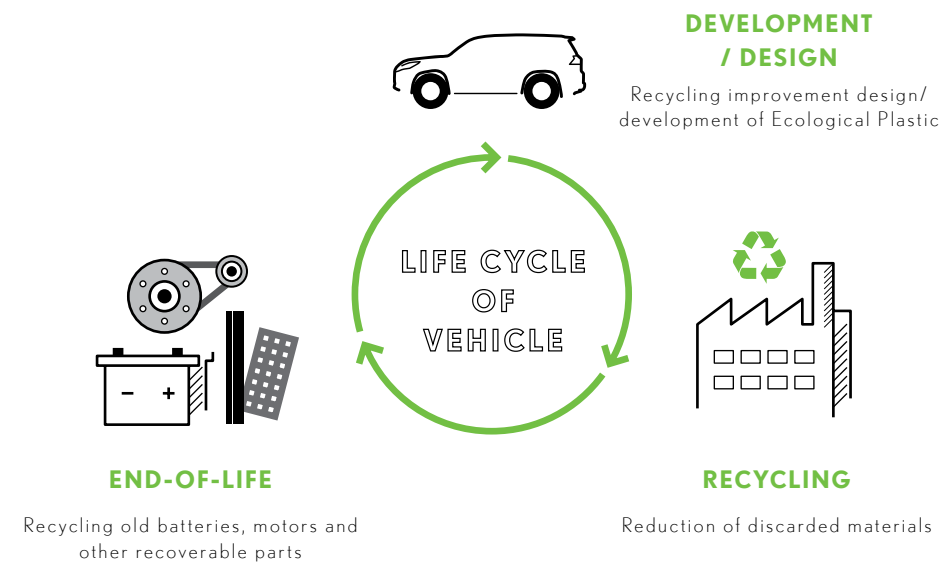 DEVELOPMENT
/ DESIGN
Recycling improvement design/
development of Ecological Plastic
LIFE CYCLE
OF
VEHICLE
− +
END-OF-LIFE
Recycling old batteries, motors and
other recoverable parts
RECYCLING
Reduction of discarded materials